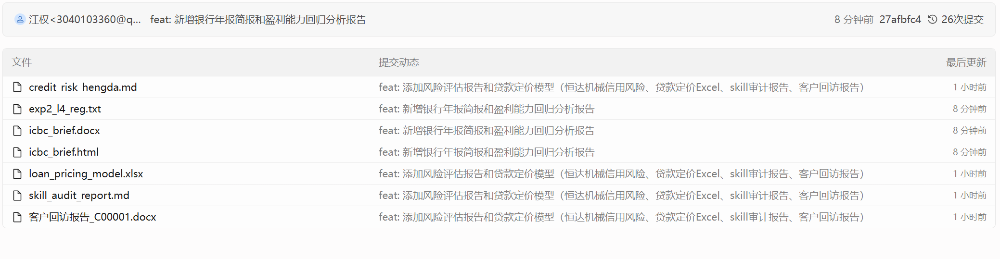 江权<3040103360@q... feat: 新增银行年报简报和盈利能力回归分析报告 8 分钟前 27afbfc4 26次提交
文件 提交动态 最后更新
credit_risk_hengda.md feat: 添加风险评估报告和贷款定价模型（恒达机械信用风险、贷款定价Excel、skill审计报告、客户回访报告） 1 小时前
exp2_l4_reg.txt feat: 新增银行年报简报和盈利能力回归分析报告 8 分钟前
icbc_brief.docx feat: 新增银行年报简报和盈利能力回归分析报告 8 分钟前
icbc_brief.html feat: 新增银行年报简报和盈利能力回归分析报告 8 分钟前
loan_pricing_model.xlsx feat: 添加风险评估报告和贷款定价模型（恒达机械信用风险、贷款定价Excel、skill审计报告、客户回访报告） 1 小时前
skill_audit_report.md feat: 添加风险评估报告和贷款定价模型（恒达机械信用风险、贷款定价Excel、skill审计报告、客户回访报告） 1 小时前
客户回访报告_C00001.docx feat: 添加风险评估报告和贷款定价模型（恒达机械信用风险、贷款定价Excel、skill审计报告、客户回访报告） 1 小时前